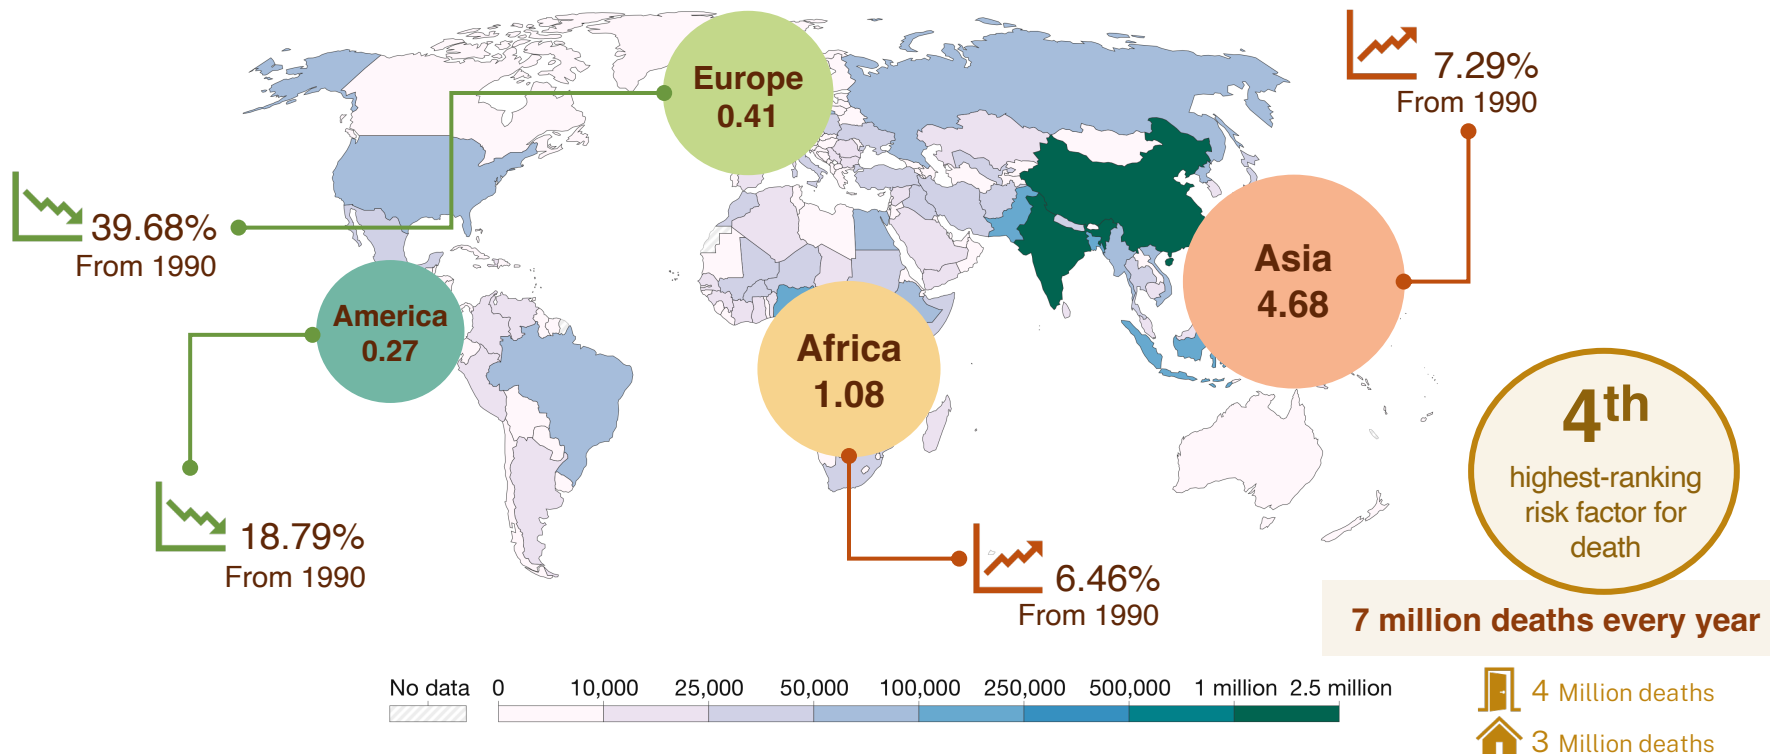 Europe
0.41
7.29%
From 1990
39.68%
From 1990
Asia
4.68
America
0.27
Africa
1.08
4th
highest-ranking
risk factor for
death
18.79%
From 1990
6.46%
From 1990
7 million deaths every year
No data 0 10,000 25,000 50,000 100,000 250,000 500,000 1 million 2.5 million
4 Million deaths
3 Million deaths